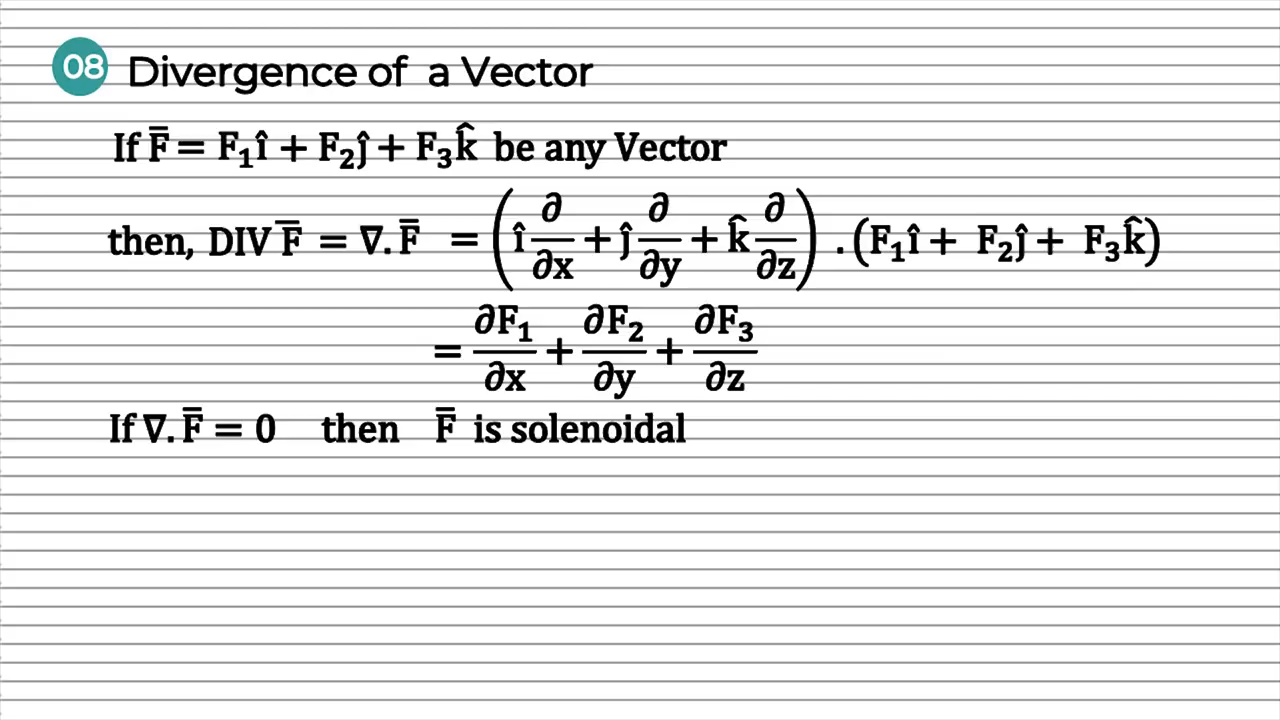 08 Divergence of a Vector
If F̿ = F₁î + F₂ĵ + F₃k̂ be any Vector
then, DIV F̿ = ∇. F̿ = (î ∂/∂x + ĵ ∂/∂y + k̂ ∂/∂z) . (F₁î + F₂ĵ + F₃k̂)
= ∂F₁/∂x + ∂F₂/∂y + ∂F₃/∂z
If ∇. F̿ = 0 then F̿ is solenoidal